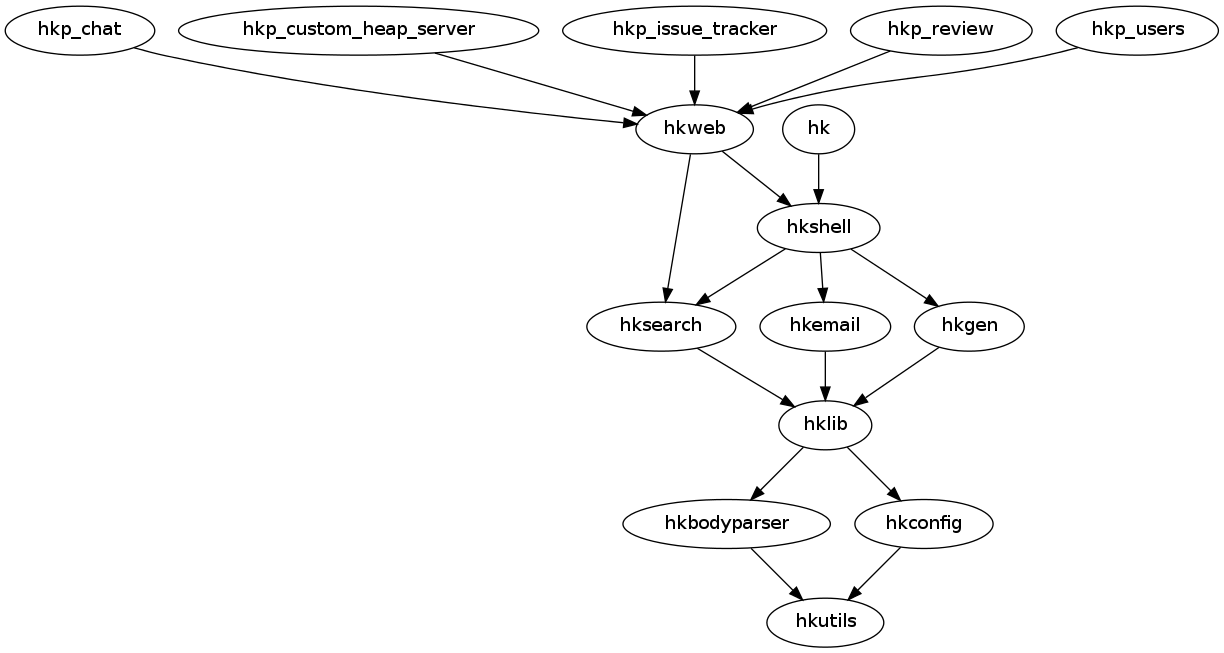 hkp_chat
hkp_custom_heap_server
hkp_issue_tracker
hkp_review
hkp_users
hkweb
hk
hkshell
hksearch
hkemail
hkgen
hklib
hkbodyparser
hkconfig
hkutils